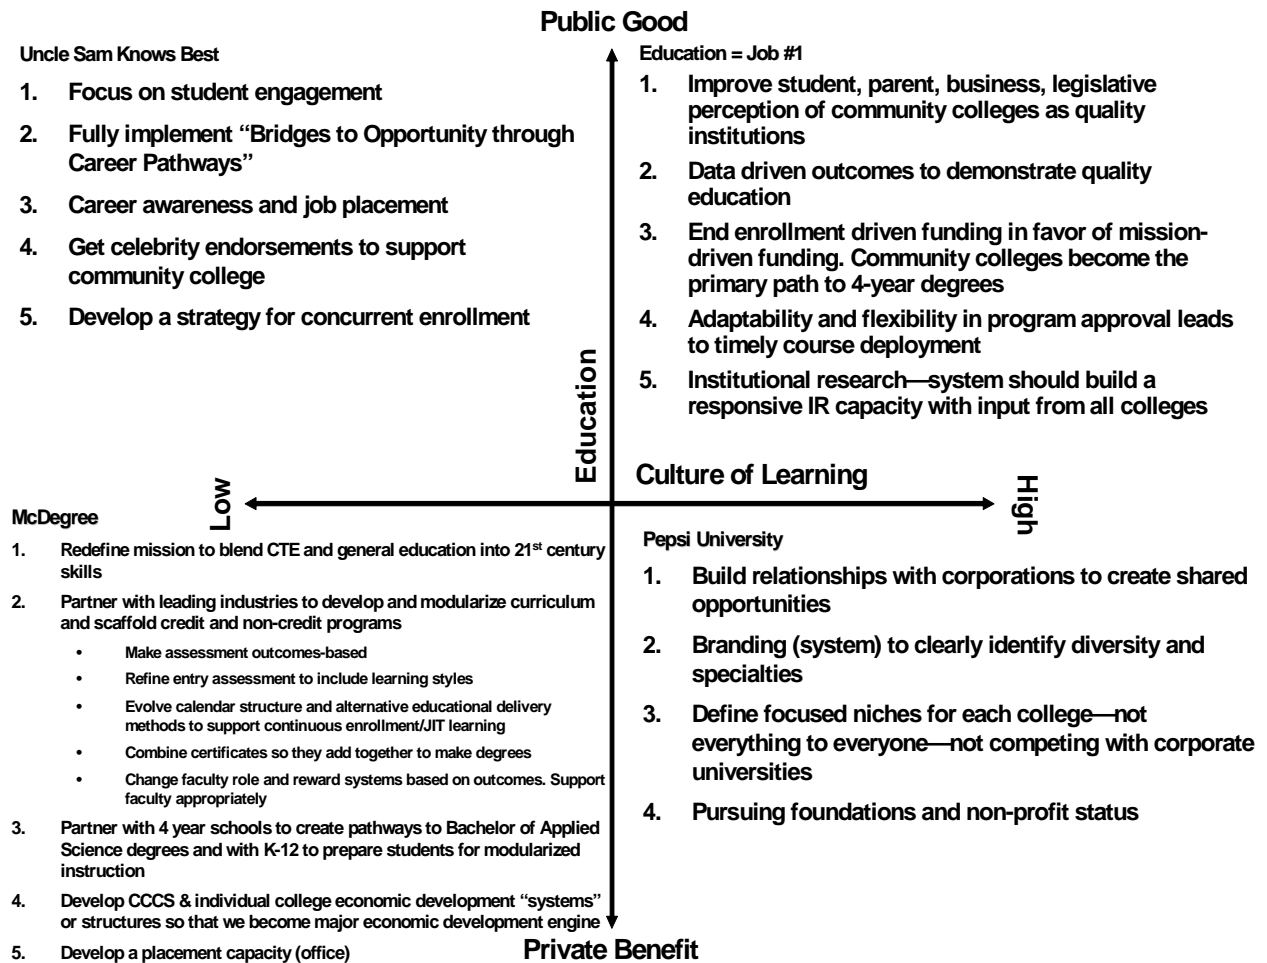 Public Good
Uncle Sam Knows Best
1. Focus on student engagement
2. Fully implement “Bridges to Opportunity through
Career Pathways”
3. Career awareness and job placement
4. Get celebrity endorsements to support
community college
5. Develop a strategy for concurrent enrollment
Education = Job #1
1. Improve student, parent, business, legislative
perception of community colleges as quality
institutions
2. Data driven outcomes to demonstrate quality
education
3. End enrollment driven funding in favor of mission-
driven funding. Community colleges become the
primary path to 4-year degrees
4. Adaptability and flexibility in program approval leads
to timely course deployment
5. Institutional research—system should build a
responsive IR capacity with input from all colleges
Education
Culture of Learning
Low
High
McDegree
1. Redefine mission to blend CTE and general education into 21st century
skills
2. Partner with leading industries to develop and modularize curriculum
and scaffold credit and non-credit programs
• Make assessment outcomes-based
• Refine entry assessment to include learning styles
• Evolve calendar structure and alternative educational delivery
methods to support continuous enrollment/JIT learning
• Combine certificates so they add together to make degrees
• Change faculty role and reward systems based on outcomes. Support
faculty appropriately
3. Partner with 4 year schools to create pathways to Bachelor of Applied
Science degrees and with K-12 to prepare students for modularized
instruction
4. Develop CCCS & individual college economic development “systems”
or structures so that we become major economic development engine
5. Develop a placement capacity (office)
Pepsi University
1. Build relationships with corporations to create shared
opportunities
2. Branding (system) to clearly identify diversity and
specialties
3. Define focused niches for each college—not
everything to everyone—not competing with corporate
universities
4. Pursuing foundations and non-profit status
Private Benefit